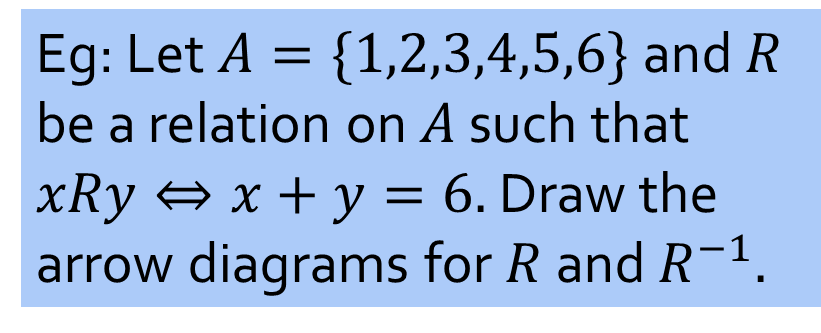 Eg: Let A = {1,2,3,4,5,6} and R
be a relation on A such that
xRy ⇔ x + y = 6. Draw the
arrow diagrams for R and R⁻¹.